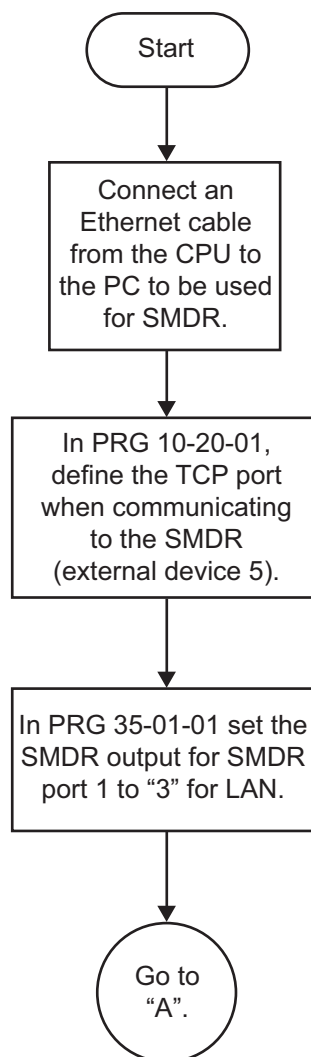 Start
Connect an
Ethernet cable
from the CPU to
the PC to be used
for SMDR.
In PRG 10-20-01,
define the TCP port
when communicating
to the SMDR
(external device 5).
In PRG 35-01-01 set the
SMDR output for SMDR
port 1 to “3” for LAN.
Go to
“A”.